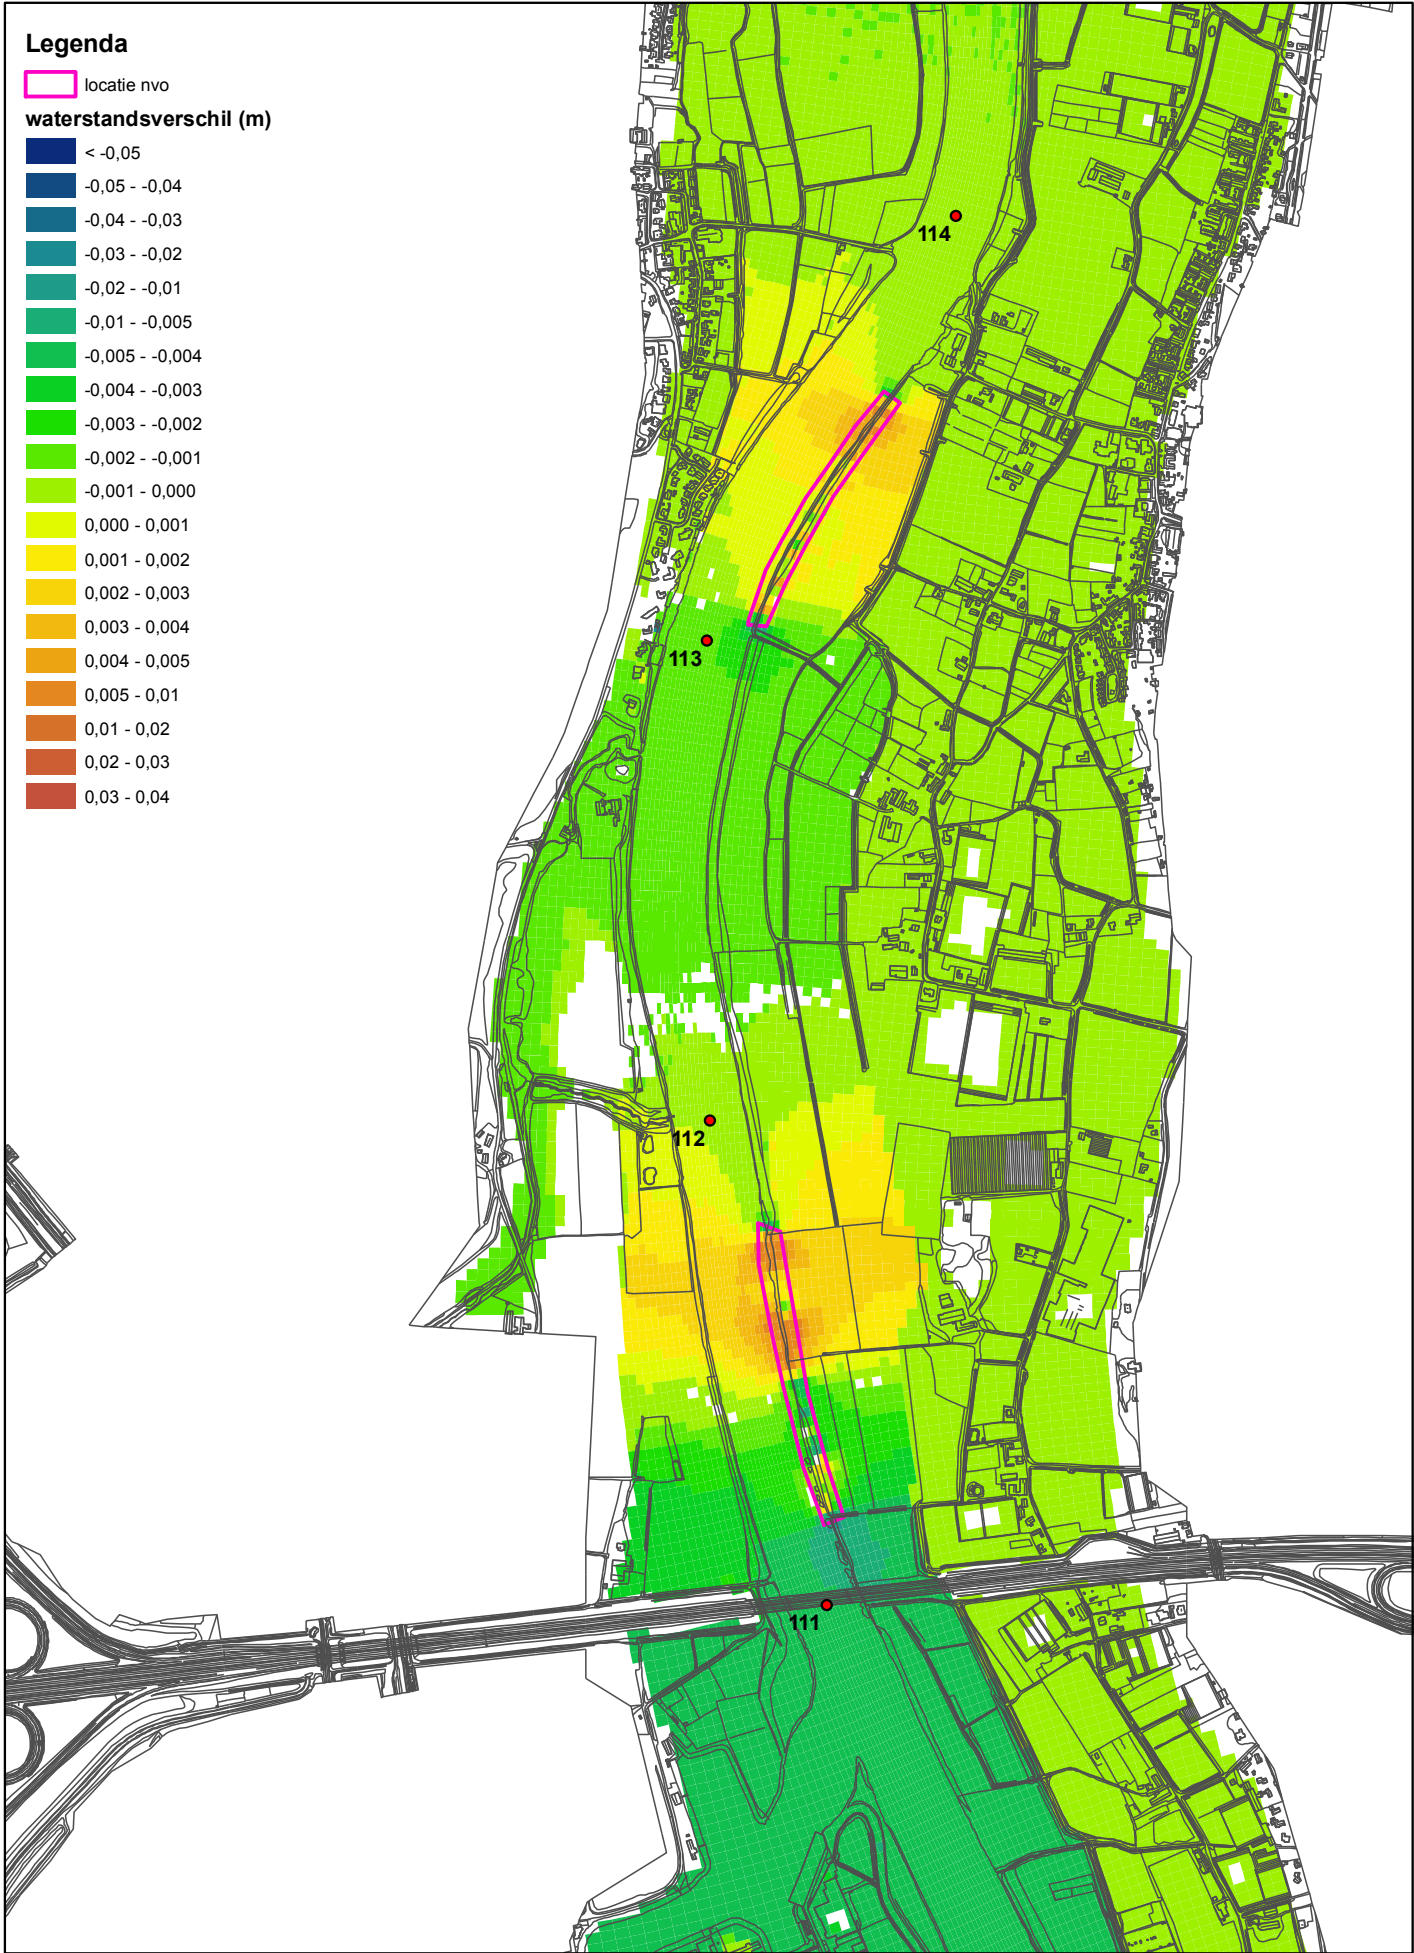 Legenda
locatie nvo
waterstandsverschil (m)
< -0,05
-0,05 - -0,04
-0,04 - -0,03
-0,03 - -0,02
-0,02 - -0,01
-0,01 - -0,005
-0,005 - -0,004
-0,004 - -0,003
-0,003 - -0,002
-0,002 - -0,001
-0,001 - 0,000
0,000 - 0,001
0,001 - 0,002
0,002 - 0,003
0,003 - 0,004
0,004 - 0,005
0,005 - 0,01
0,01 - 0,02
0,02 - 0,03
0,03 - 0,04
114
113
112
111